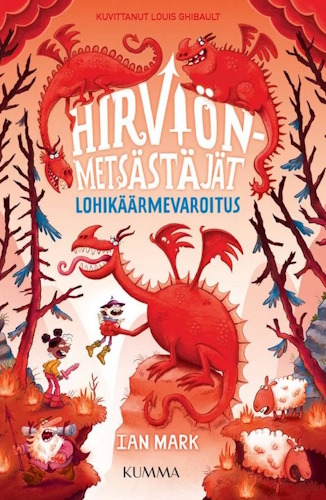 KUVITTANUT LOUIS GHIBAULT
HIRVIÖN-
METSÄSTÄJÄT
LOHIKÄÄRMEVAROITUS
IAN MARK
KUMMA